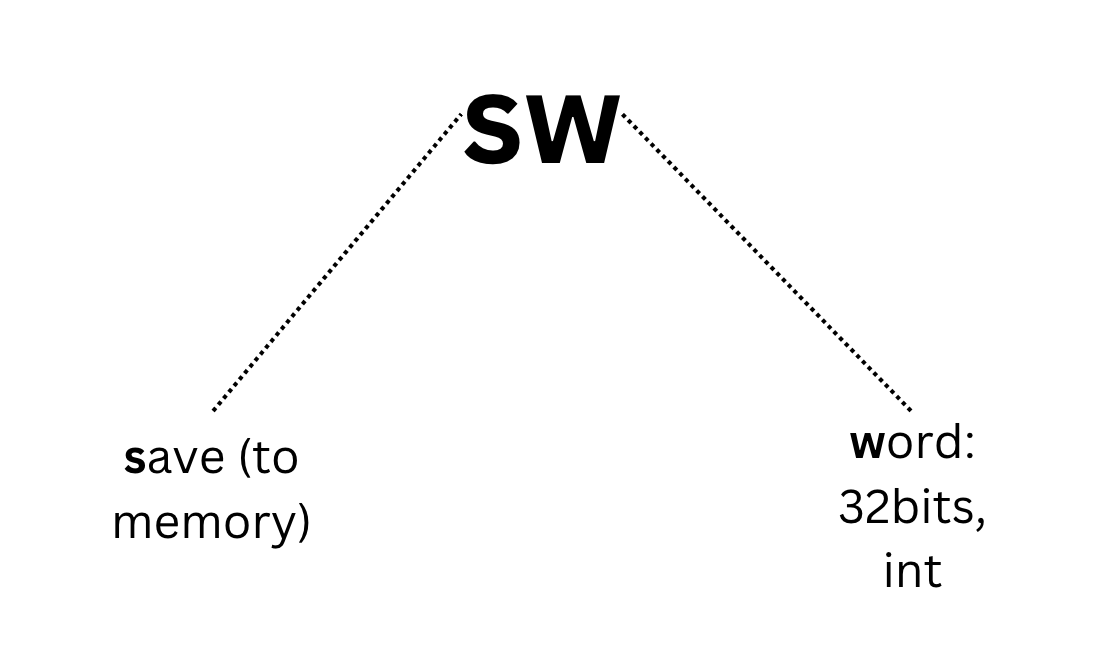 sw
save (to
memory)
word:
32bits,
int